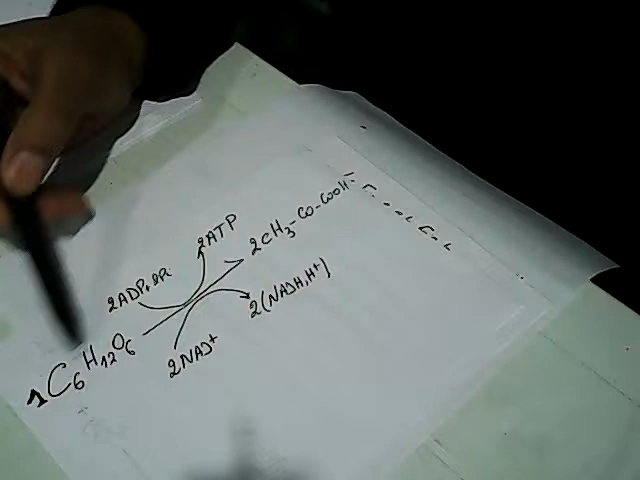 2ATP
2CH3-CO-COOH
2ADP+2Pi
2(NADH,H+)
1C6H12O6
2NAD+